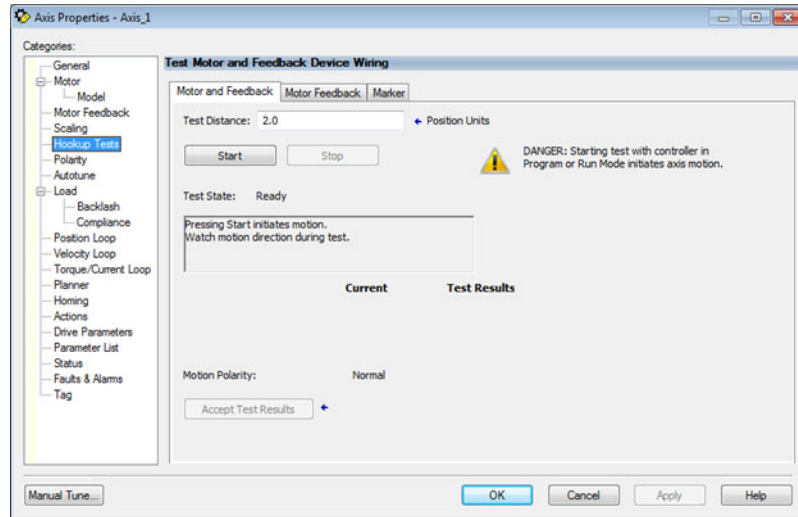 Axis Properties - Axis_1
Categories:
General
Motor
Model
Motor Feedback
Scaling
Hookup Tests
Polarity
Autotune
Load
Backlash
Compliance
Position Loop
Velocity Loop
Torque/Current Loop
Planner
Homing
Actions
Drive Parameters
Parameter List
Status
Faults & Alarms
Tag
Test Motor and Feedback Device Wiring
Motor and Feedback Motor Feedback Marker
Test Distance: 2.0 Position Units
Start Stop
DANGER: Starting test with controller in
Program or Run Mode initiates axis motion.
Test State: Ready
Pressing Start initiates motion.
Watch motion direction during test.
Current Test Results
Motion Polarity: Normal
Accept Test Results
Manual Tune... OK Cancel Apply Help